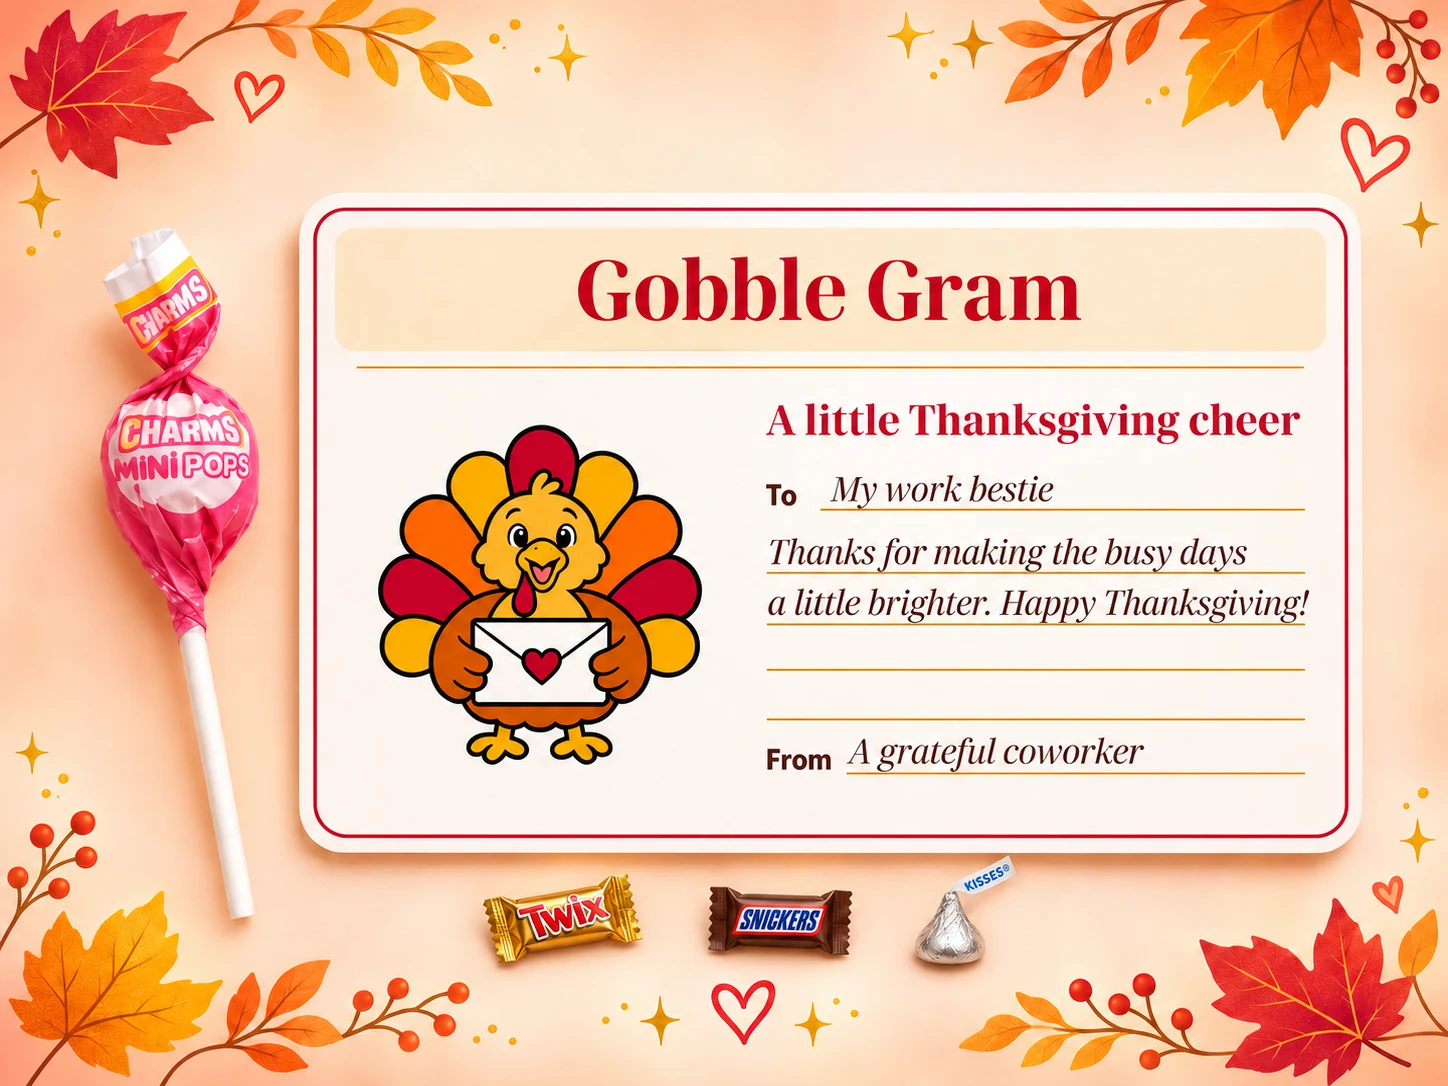 Gobble Gram
A little Thanksgiving cheer
To My work bestie
Thanks for making the busy days
a little brighter. Happy Thanksgiving!
From A grateful coworker
CHARMS
CHARMS
MiNi POPS
TWIX
SNICKERS
KISSES®